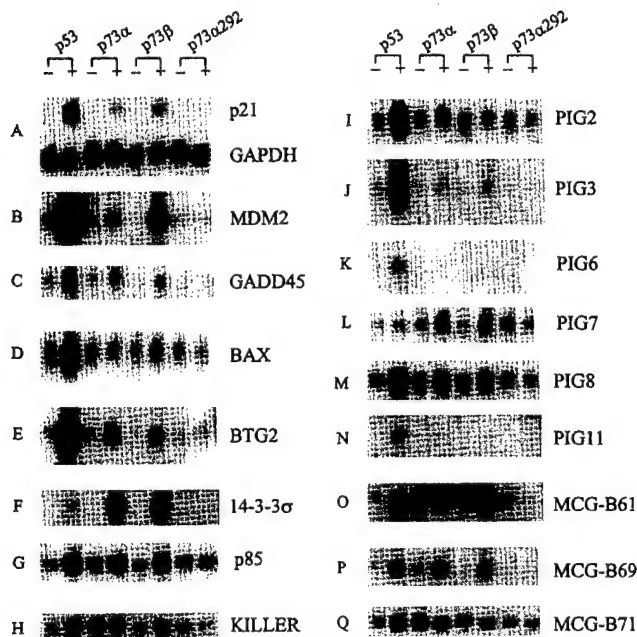 p53 p73α p73β p73α292
− + − + − + − +
A p21
GAPDH
B MDM2
C GADD45
D BAX
E BTG2
F 14-3-3σ
G p85
H KILLER
p53 p73α p73β p73α292
− + − + − + − +
I PIG2
J PIG3
K PIG6
L PIG7
M PIG8
N PIG11
O MCG-B61
P MCG-B69
Q MCG-B71